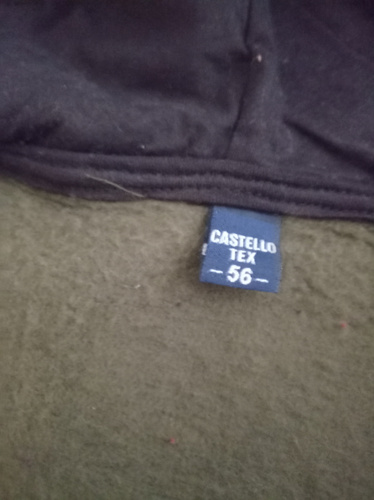 CASTELLO
TEX
- 56 -